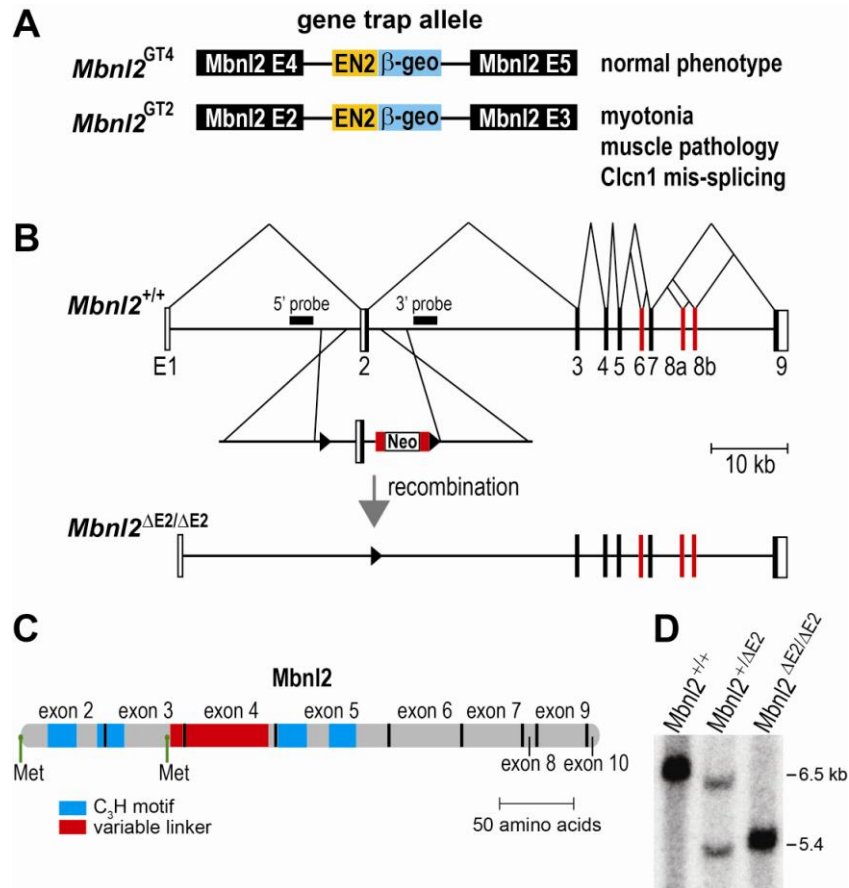 A
gene trap allele
Mbnl2GT4 Mbnl2 E4 EN2 β-geo Mbnl2 E5 normal phenotype
Mbnl2GT2 Mbnl2 E2 EN2 β-geo Mbnl2 E3 myotonia
muscle pathology
Clcn1 mis-splicing
B
Mbnl2+/+
5' probe 3' probe
E1 2 3 4 5 6 7 8a 8b 9
Neo
10 kb
recombination
Mbnl2ΔE2/ΔE2
C
Mbnl2
exon 2 exon 3 exon 4 exon 5 exon 6 exon 7 exon 9
exon 8 exon 10
Met Met
C3H motif
variable linker
50 amino acids
D
Mbnl2+/+
Mbnl2+/ΔE2
Mbnl2ΔE2/ΔE2
–6.5 kb
–5.4